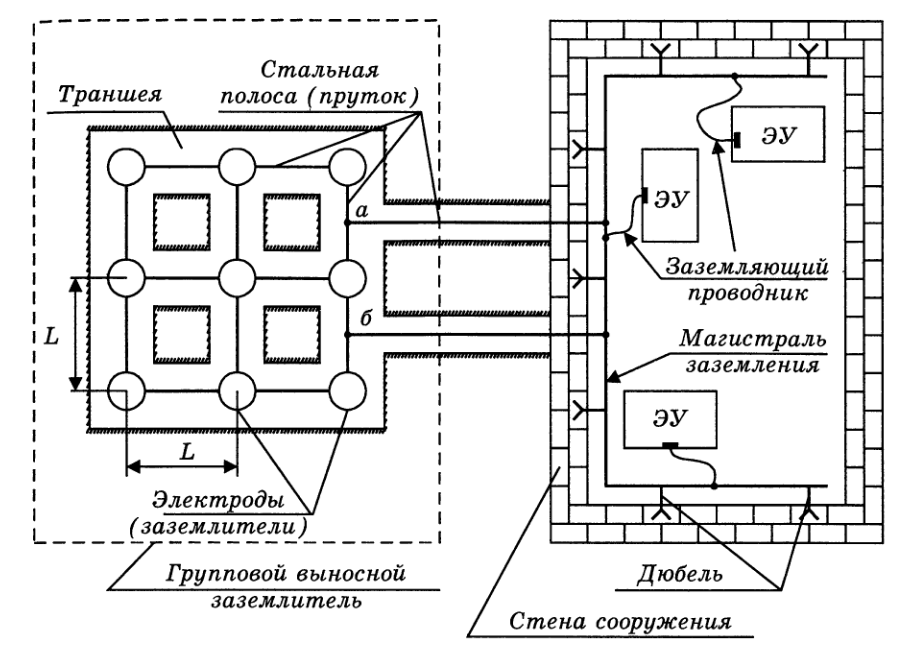 Стальная
полоса (пруток)
Траншея
ЭУ
ЭУ
а
Заземляющий
проводник
б
L
Магистраль
заземления
ЭУ
L
Электроды
(заземлители)
Групповой выносной
заземлитель
Дюбель
Стена сооружения